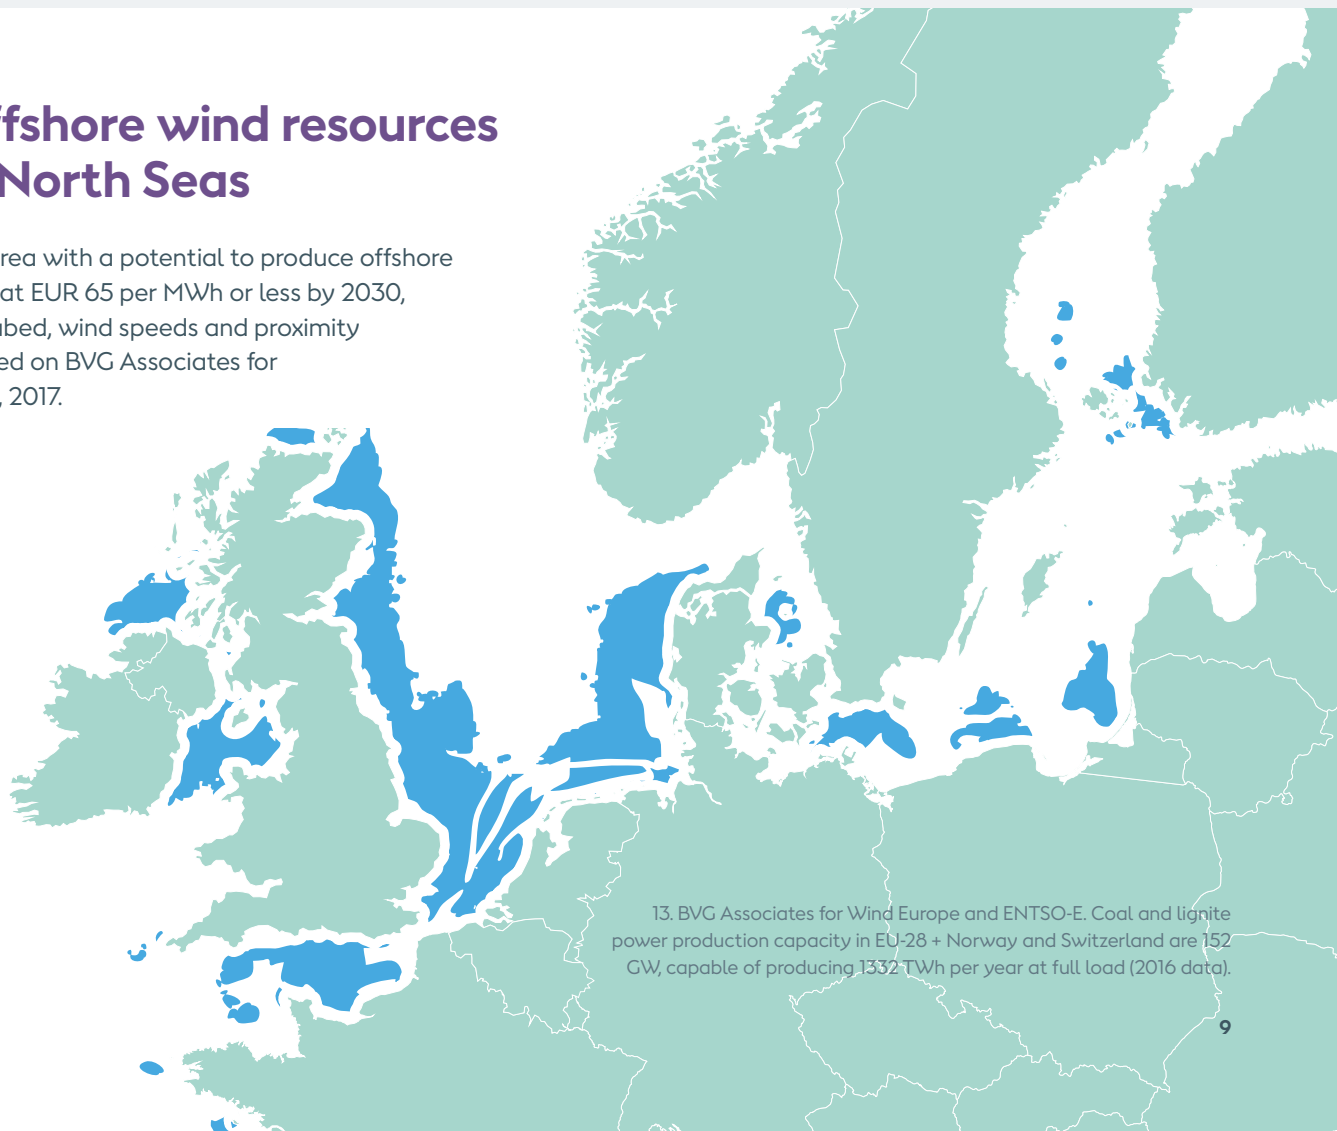 ffshore wind resources
North Seas
rea with a potential to produce offshore
at EUR 65 per MWh or less by 2030,
bed, wind speeds and proximity
ed on BVG Associates for
, 2017.
13. BVG Associates for Wind Europe and ENTSO-E. Coal and lignite
power production capacity in EU-28 + Norway and Switzerland are 152
GW, capable of producing 1332 TWh per year at full load (2016 data).
9